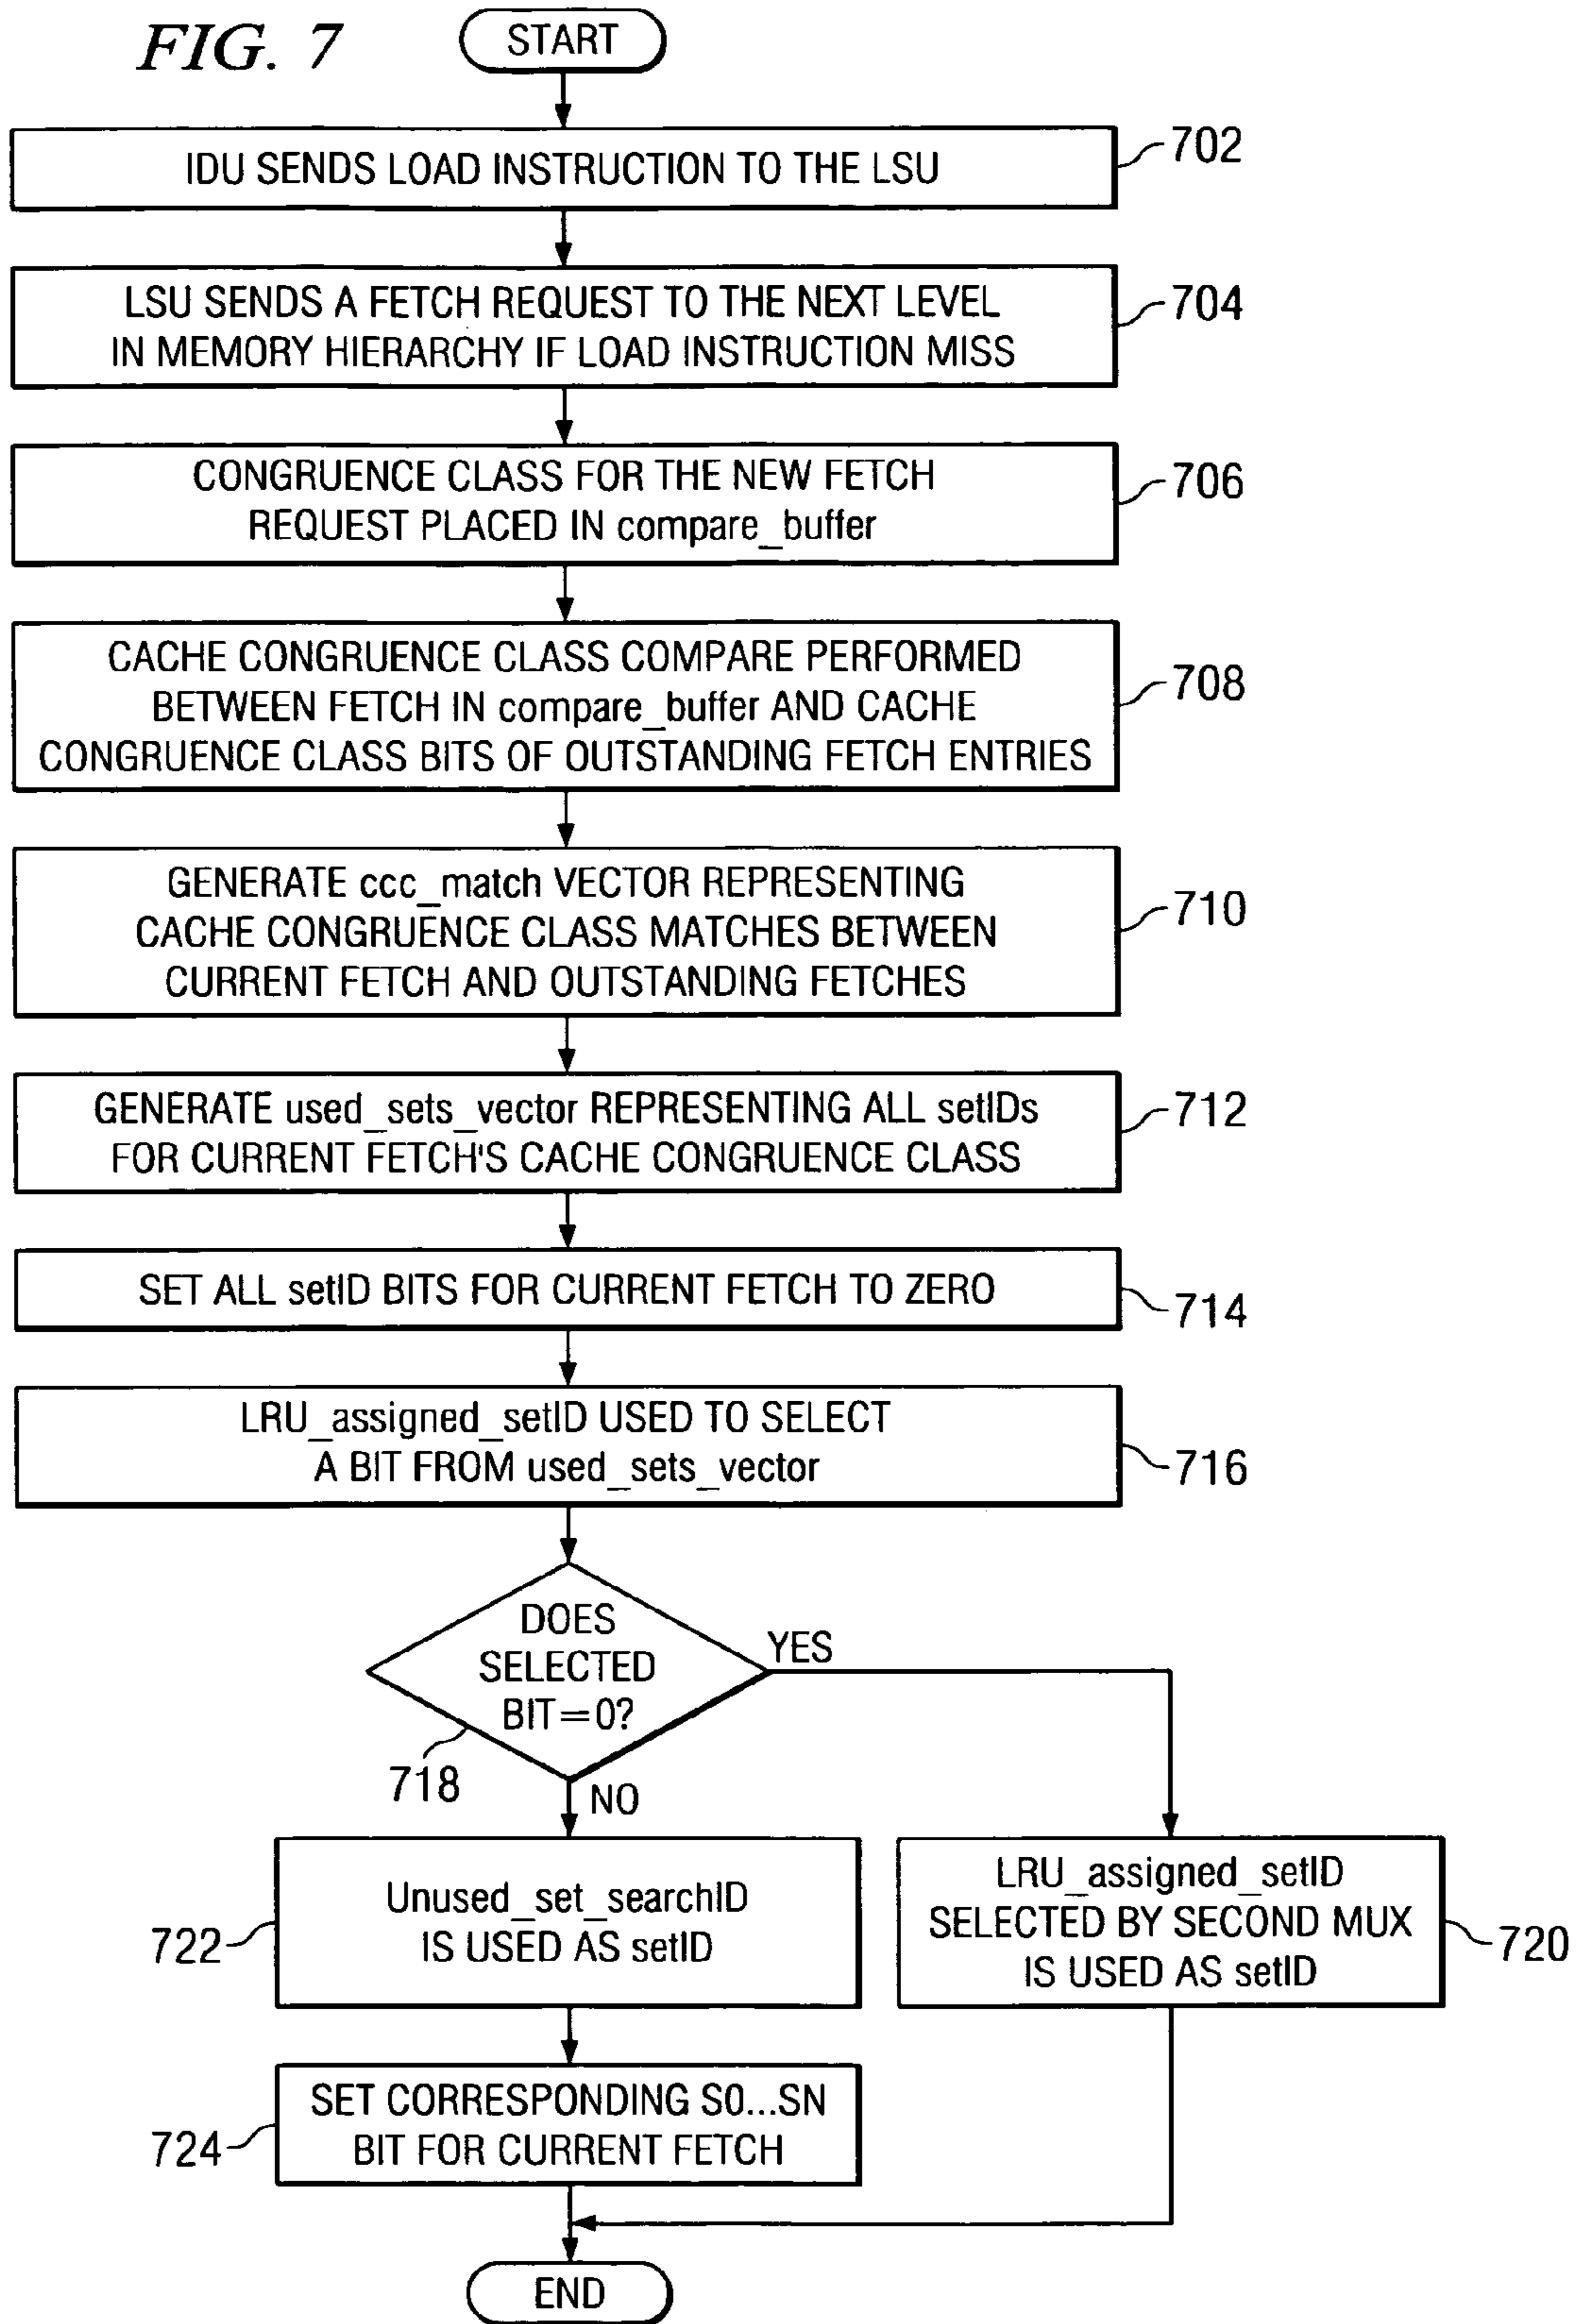 FIG. 7
START
IDU SENDS LOAD INSTRUCTION TO THE LSU
702
LSU SENDS A FETCH REQUEST TO THE NEXT LEVEL
IN MEMORY HIERARCHY IF LOAD INSTRUCTION MISS
704
CONGRUENCE CLASS FOR THE NEW FETCH
REQUEST PLACED IN compare_buffer
706
CACHE CONGRUENCE CLASS COMPARE PERFORMED
BETWEEN FETCH IN compare_buffer AND CACHE
CONGRUENCE CLASS BITS OF OUTSTANDING FETCH ENTRIES
708
GENERATE ccc_match VECTOR REPRESENTING
CACHE CONGRUENCE CLASS MATCHES BETWEEN
CURRENT FETCH AND OUTSTANDING FETCHES
710
GENERATE used_sets_vector REPRESENTING ALL setIDs
FOR CURRENT FETCH'S CACHE CONGRUENCE CLASS
712
SET ALL setID BITS FOR CURRENT FETCH TO ZERO
714
LRU_assigned_setID USED TO SELECT
A BIT FROM used_sets_vector
716
DOES
SELECTED
BIT=0?
718
YES
NO
Unused_set_searchID
IS USED AS setID
722
LRU_assigned_setID
SELECTED BY SECOND MUX
IS USED AS setID
720
SET CORRESPONDING S0...SN
BIT FOR CURRENT FETCH
724
END